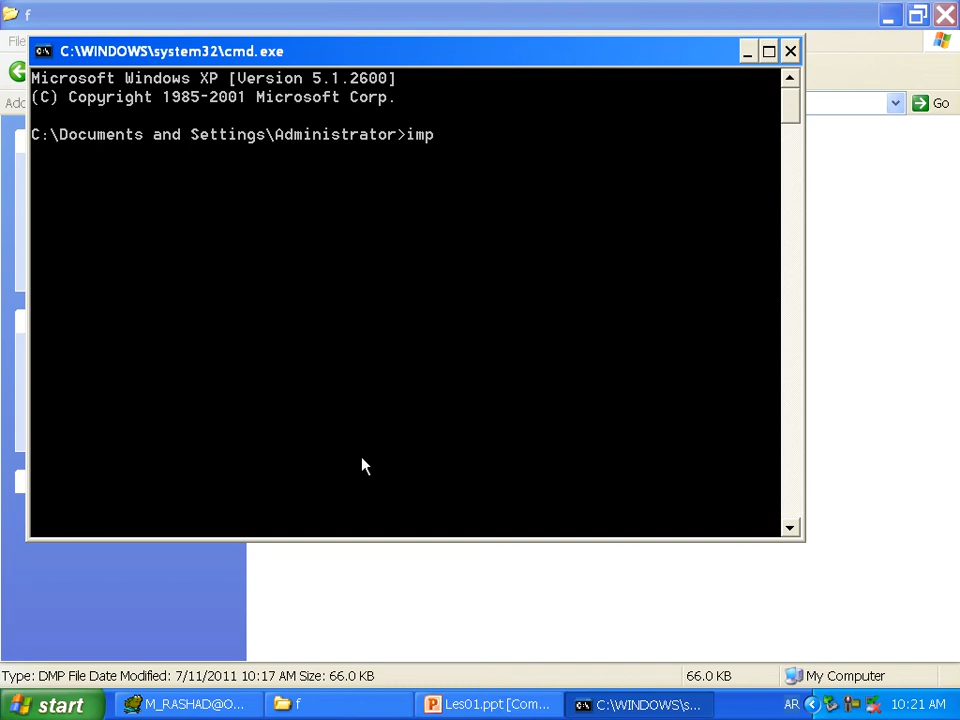 f
File
C:\WINDOWS\system32\cmd.exe
Microsoft Windows XP [Version 5.1.2600]
(C) Copyright 1985-2001 Microsoft Corp.
Go
C:\Documents and Settings\Administrator>imp
Type: DMP File Date Modified: 7/11/2011 10:17 AM Size: 66.0 KB
66.0 KB
My Computer
start
M_RASHAD@O...
f
Les01.ppt [Com...
C:\WINDOWS\s...
AR
10:21 AM